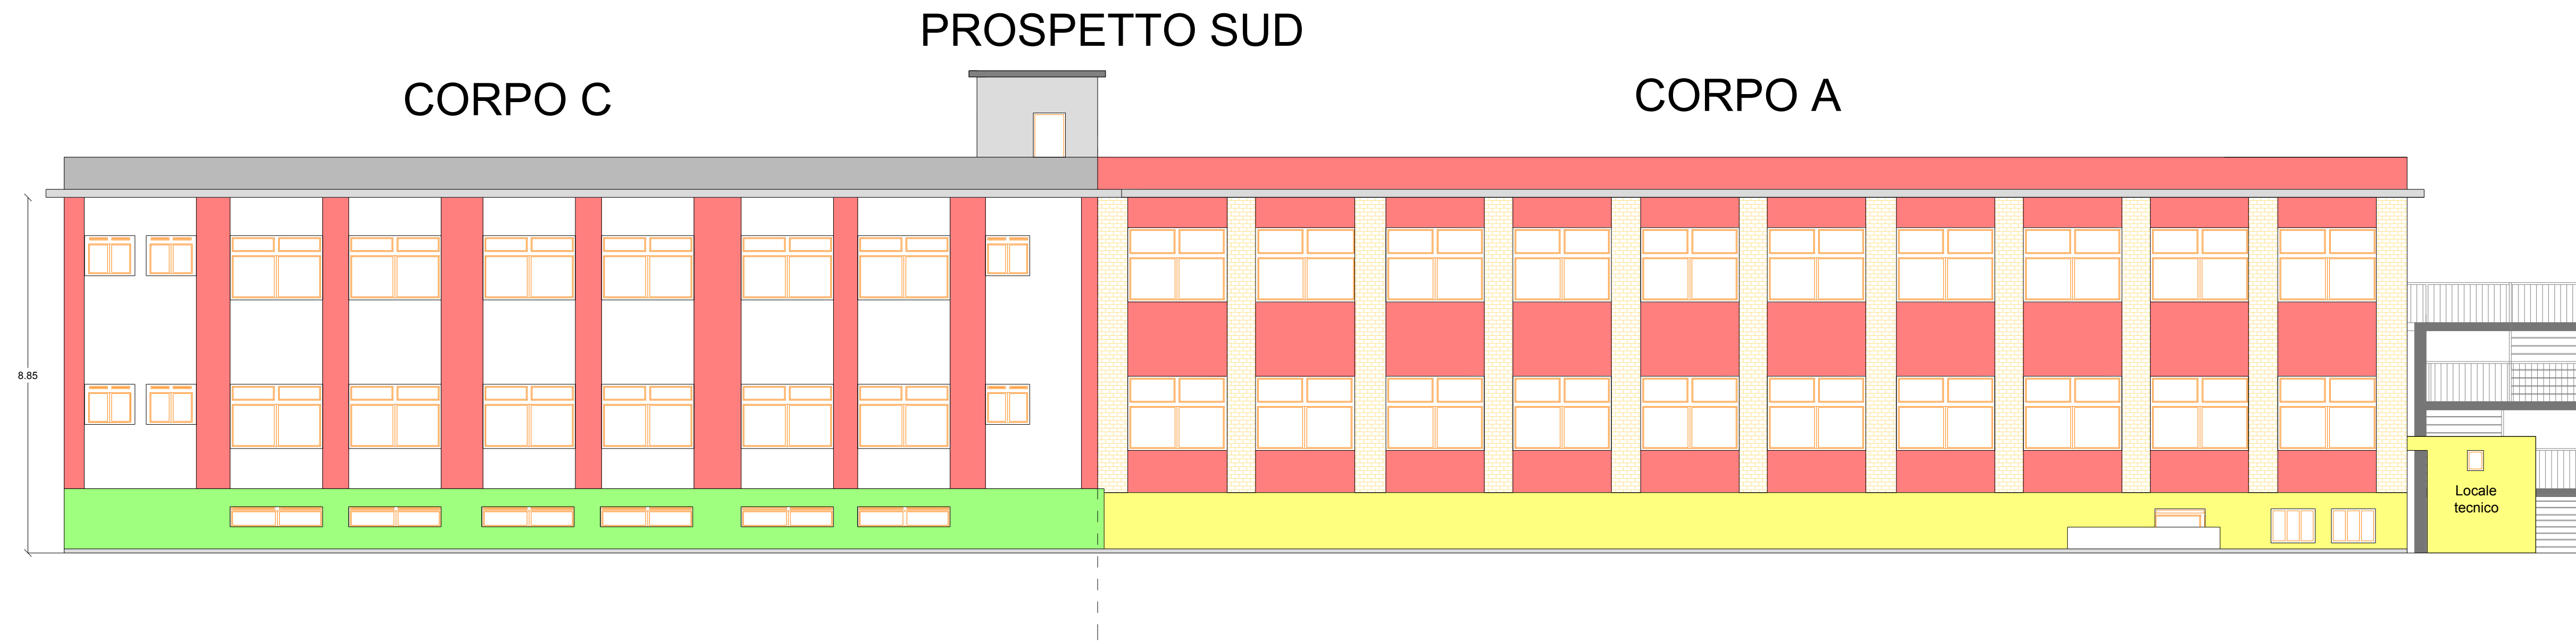 PROSPETTO SUD
CORPO C
CORPO A
8.85
Locale
tecnico